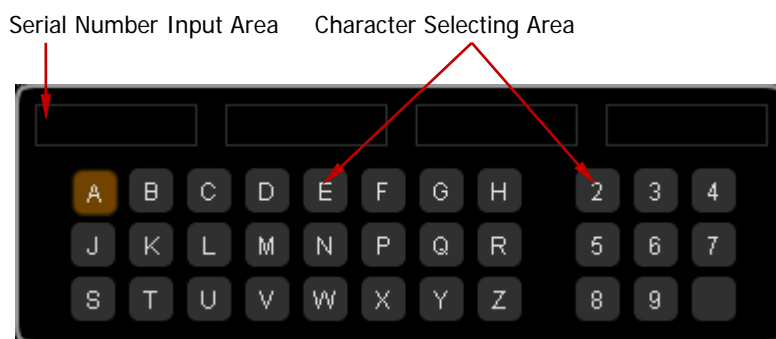 Serial Number Input Area Character Selecting Area
A B C D E F G H 2 3 4
J K L M N P Q R 5 6 7
S T U V W X Y Z 8 9